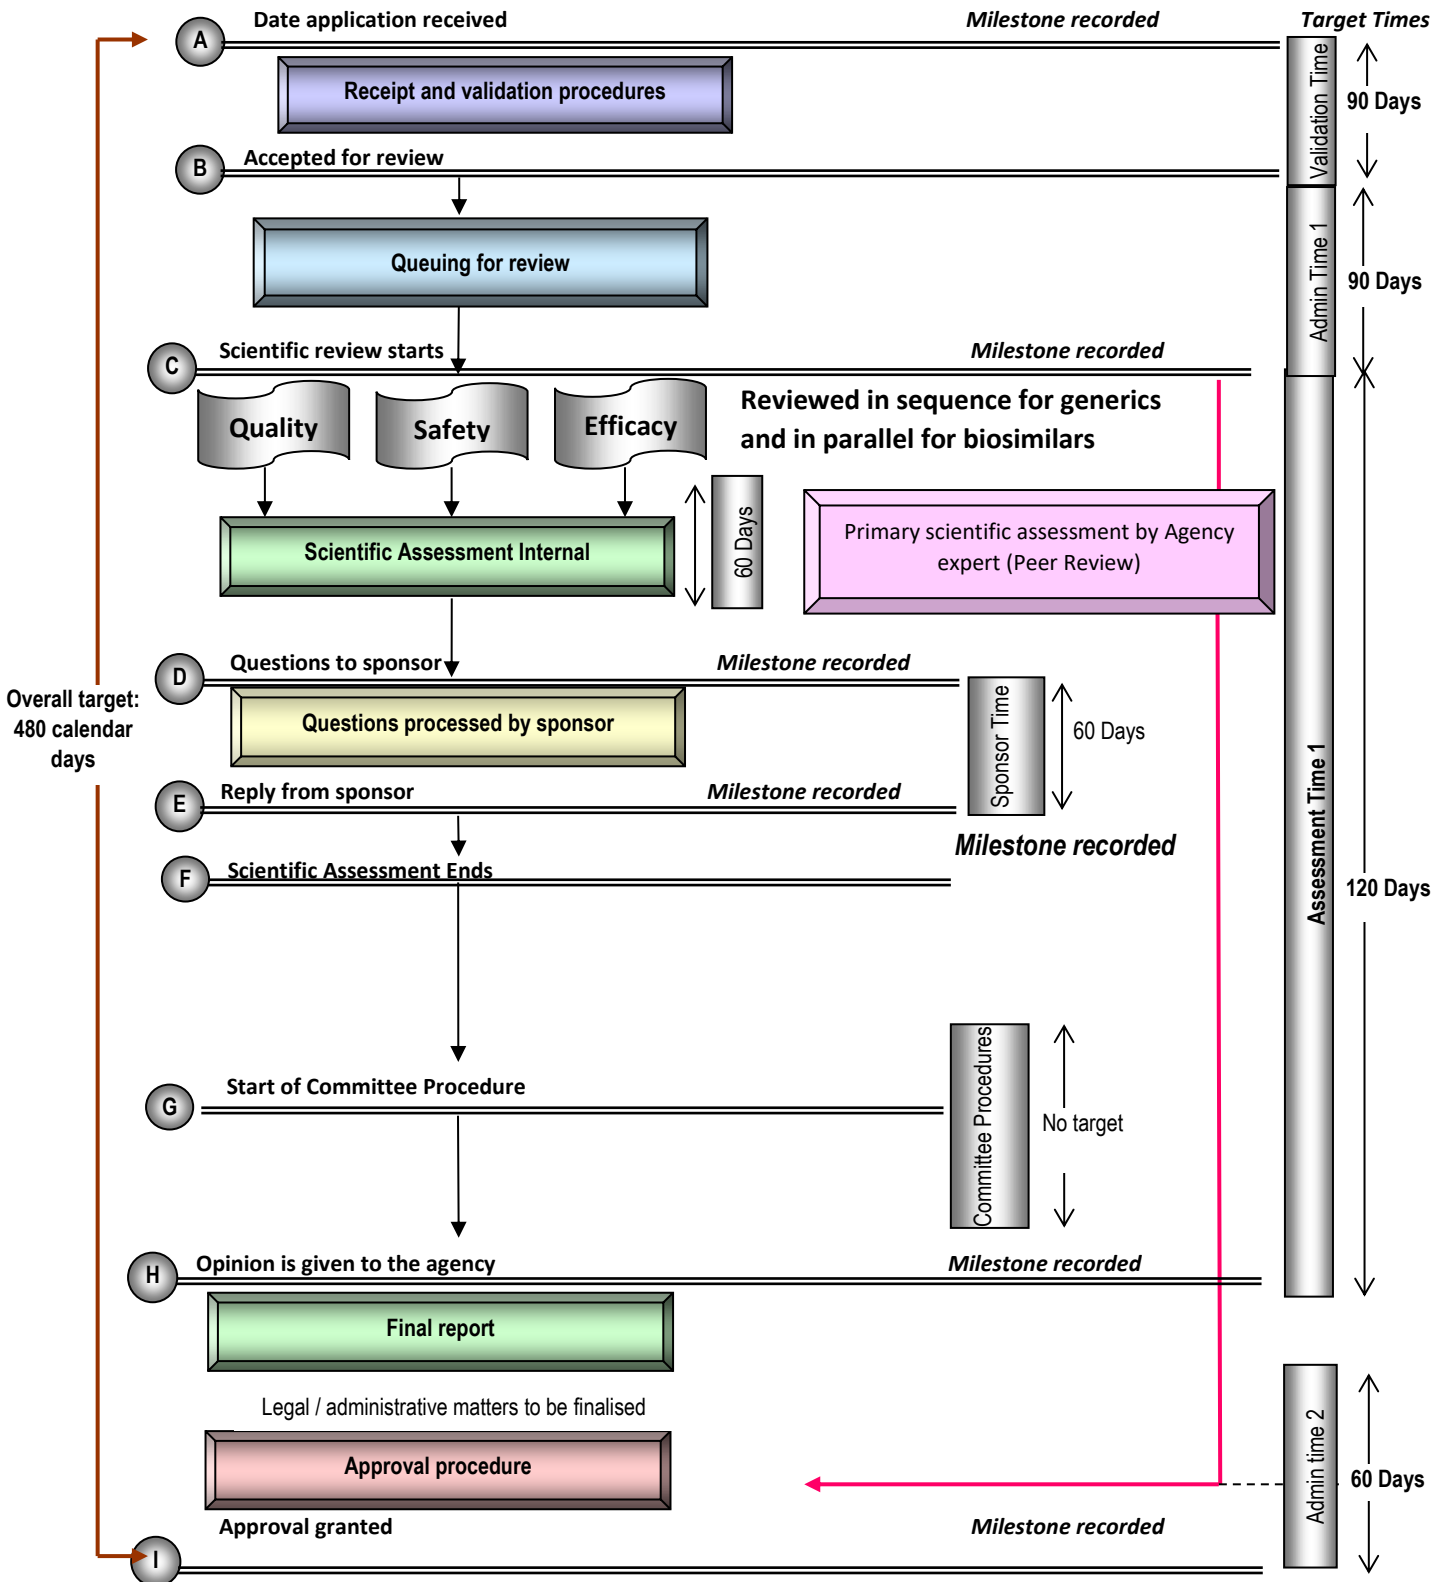 Date application received
Milestone recorded
Target Times
A
Receipt and validation procedures
Validation Time
90 Days
Accepted for review
B
Queuing for review
Admin Time 1
90 Days
Scientific review starts
Milestone recorded
C
Quality
Safety
Efficacy
Reviewed in sequence for generics
and in parallel for biosimilars
Scientific Assessment Internal
60 Days
Primary scientific assessment by Agency
expert (Peer Review)
Questions to sponsor
Milestone recorded
D
Overall target:
480 calendar
days
Questions processed by sponsor
Sponsor Time
60 Days
Reply from sponsor
Milestone recorded
E
Milestone recorded
Scientific Assessment Ends
F
Assessment Time 1
120 Days
Start of Committee Procedure
G
Committee Procedures
No target
Opinion is given to the agency
Milestone recorded
H
Final report
Legal / administrative matters to be finalised
Approval procedure
Admin time 2
60 Days
Approval granted
Milestone recorded
I